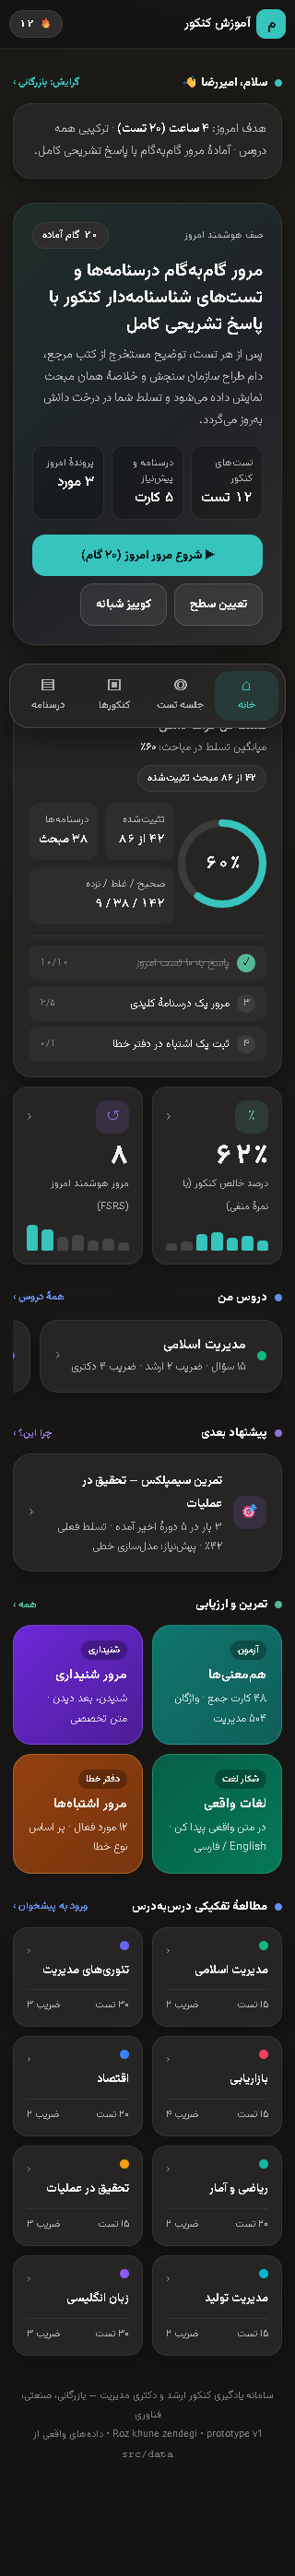 م
آموزش کنکور
🔥 ۱۲
سلام، امیررضا 👋
گرایش: بازرگانی ›
هدف امروز: ۴ ساعت (۲۰ تست) · ترکیبی همه
دروس · آمادهٔ مرور گام‌به‌گام با پاسخ تشریحی کامل.
صف هوشمند امروز
۲۰ گام آماده
مرور گام‌به‌گام درسنامه‌ها و
تست‌های شناسنامه‌دار کنکور با
پاسخ تشریحی کامل
پس از هر تست، توضیح مستخرج از کتب مرجع،
دام طراح سازمان سنجش و خلاصهٔ همان مبحث
نمایش داده می‌شود و تسلط شما در درخت دانش
به‌روز می‌گردد.
تست‌های
کنکور
۱۲ تست
درسنامه و
پیش‌نیاز
۵ کارت
پروندهٔ امروز
۳ مورد
▶ شروع مرور امروز (۲۰ گام)
تعیین سطح
کوییز شبانه
خانه
جلسه تست
کنکورها
درسنامه
میانگین تسلط در مباحث: ۶۰٪
۴۲ از ۸۶ مبحث تثبیت‌شده
۶۰٪
تثبیت‌شده
۴۲ از ۸۶
درسنامه‌ها
۳۸ مبحث
صحیح / غلط / نزده
۱۴۲ / ۳۸ / ۹
✓ پاسخ به ۱۰ تست امروز ۱۰/۱۰
۳ مرور یک درسنامهٔ کلیدی ۲/۵
۴ ثبت یک اشتباه در دفتر خطا ۰/۱
٪
›
۶۲٪
درصد خالص کنکور (با
نمرهٔ منفی)
↺
›
۸
مرور هوشمند امروز
(FSRS)
دروس من
همهٔ دروس ›
مدیریت اسلامی
۱۵ سؤال · ضریب ۲ ارشد · ضریب ۴ دکتری
›
پیشنهاد بعدی
چرا این؟ ›
تمرین سیمپلکس – تحقیق در
عملیات
۳ بار در ۵ دورهٔ اخیر آمده · تسلط فعلی
۴۲٪ · پیش‌نیاز: مدل‌سازی خطی
›
تمرین و ارزیابی
همه ›
آزمون
هم‌معنی‌ها
۴۸ کارت جمع · واژگان
۵۰۴ مدیریت
شنیداری
مرور شنیداری
شنیدن، بعد دیدن ·
متن تخصصی
شکار لغت
لغات واقعی
در متن واقعی پیدا کن ·
English / فارسی
دفتر خطا
مرور اشتباه‌ها
۱۲ مورد فعال · بر اساس
نوع خطا
مطالعهٔ تفکیکی درس‌به‌درس
ورود به پیشخوان ›
›
مدیریت اسلامی
۱۵ تست
ضریب ۲
›
تئوری‌های مدیریت
۳۰ تست
ضریب ۳
›
بازاریابی
۱۵ تست
ضریب ۴
›
اقتصاد
۲۰ تست
ضریب ۲
›
ریاضی و آمار
۲۰ تست
ضریب ۲
›
تحقیق در عملیات
۱۵ تست
ضریب ۳
›
مدیریت تولید
۱۵ تست
ضریب ۲
›
زبان انگلیسی
۳۰ تست
ضریب ۳
سامانه یادگیری کنکور ارشد و دکتری مدیریت — بازرگانی، صنعتی،
فناوری
Roz khune zendegi • prototype v1 • داده‌های واقعی از
src/data